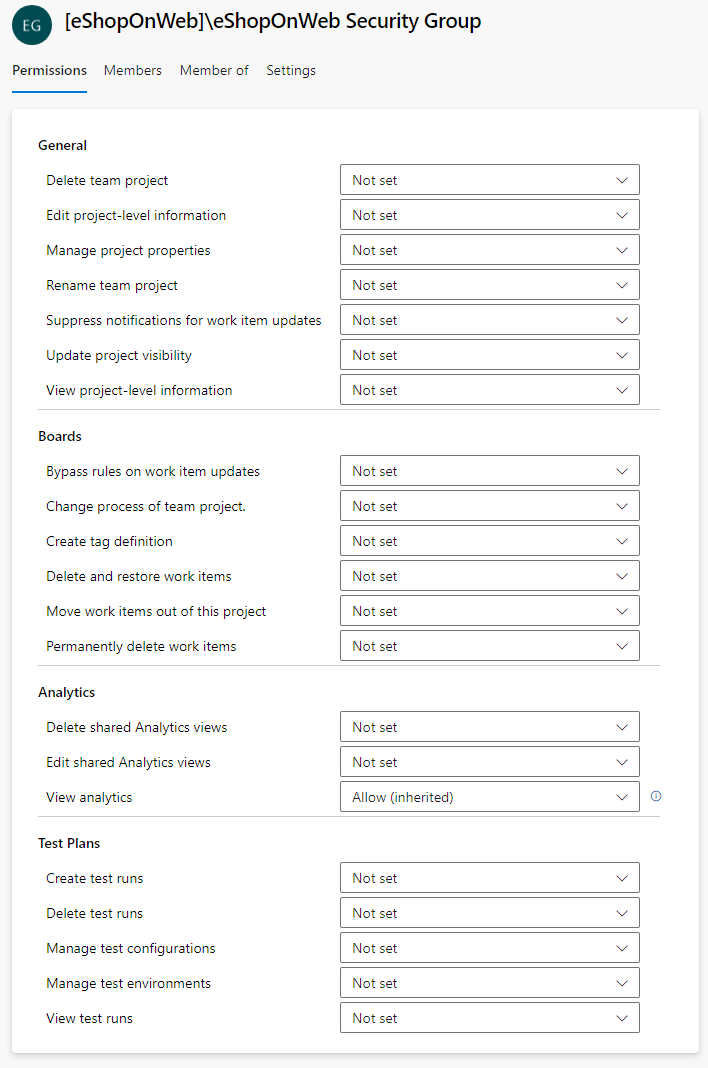 EG
[eShopOnWeb]\eShopOnWeb Security Group
Permissions Members Member of Settings
General
Delete team project Not set
Edit project-level information Not set
Manage project properties Not set
Rename team project Not set
Suppress notifications for work item updates Not set
Update project visibility Not set
View project-level information Not set
Boards
Bypass rules on work item updates Not set
Change process of team project. Not set
Create tag definition Not set
Delete and restore work items Not set
Move work items out of this project Not set
Permanently delete work items Not set
Analytics
Delete shared Analytics views Not set
Edit shared Analytics views Not set
View analytics Allow (inherited)
Test Plans
Create test runs Not set
Delete test runs Not set
Manage test configurations Not set
Manage test environments Not set
View test runs Not set